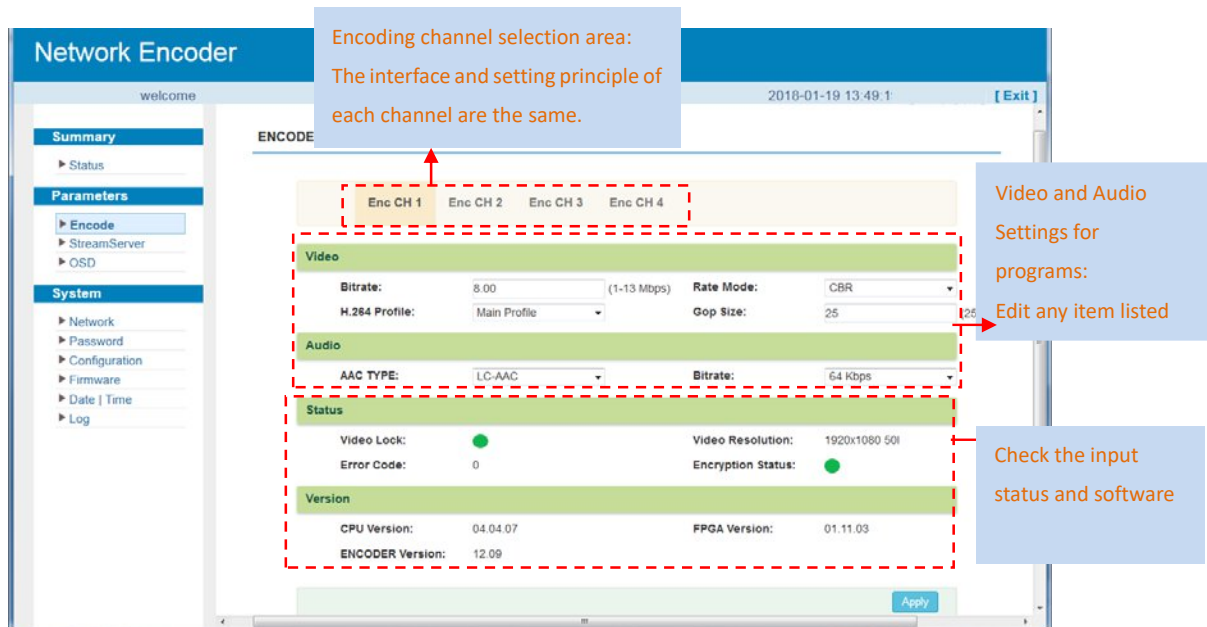 Network Encoder
Encoding channel selection area:
The interface and setting principle of
each channel are the same.
welcome
2018-01-19 13:49:1
[ Exit ]
Summary
Status
Parameters
Encode
StreamServer
OSD
System
Network
Password
Configuration
Firmware
Date | Time
Log
ENCODE
Enc CH 1 Enc CH 2 Enc CH 3 Enc CH 4
Video
Bitrate: 8.00 (1-13 Mbps) Rate Mode: CBR
H.264 Profile: Main Profile Gop Size: 25 (25
Audio
AAC TYPE: LC-AAC Bitrate: 64 Kbps
Status
Video Lock: Video Resolution: 1920x1080 50I
Error Code: 0 Encryption Status:
Version
CPU Version: 04.04.07 FPGA Version: 01.11.03
ENCODER Version: 12.09
Apply
Video and Audio
Settings for
programs:
Edit any item listed
Check the input
status and software